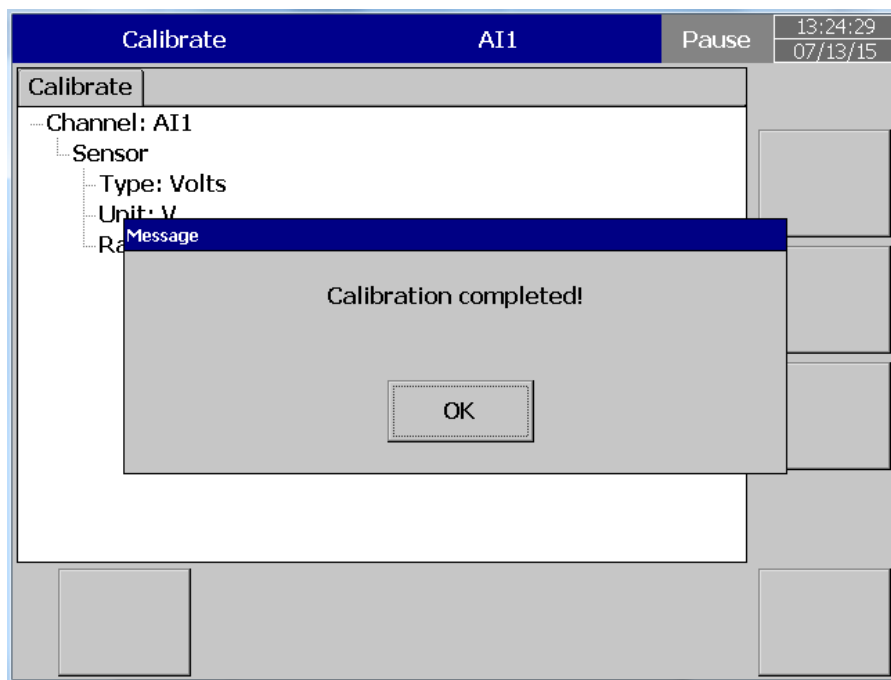 Calibrate AI1 Pause 13:24:29
07/13/15
Calibrate
Channel: AI1
Sensor
Type: Volts
Unit: V
Ra
Message
Calibration completed!
OK